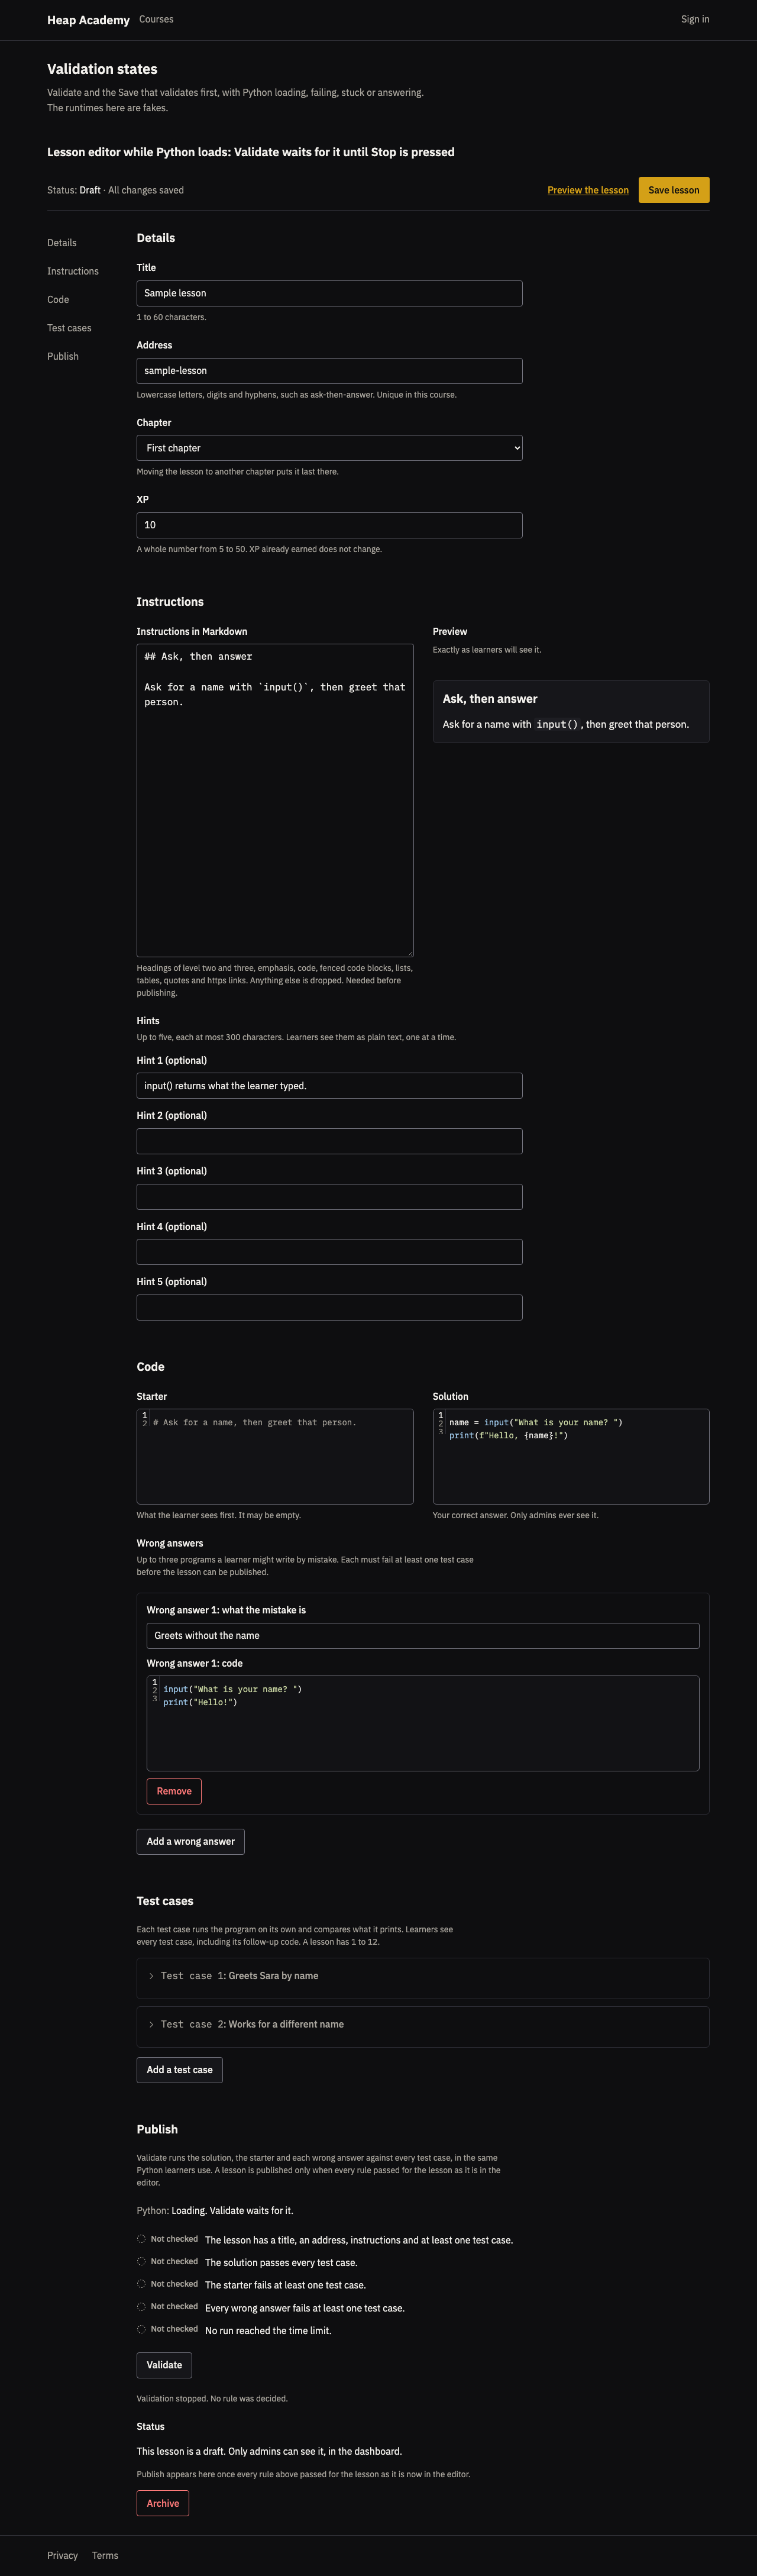 Heap Academy Courses Sign in
Validation states
Validate and the Save that validates first, with Python loading, failing, stuck or answering.
The runtimes here are fakes.
Lesson editor while Python loads: Validate waits for it until Stop is pressed
Status: Draft · All changes saved Preview the lesson Save lesson
Details
Instructions
Code
Test cases
Publish
Details
Title
Sample lesson
1 to 60 characters.
Address
sample-lesson
Lowercase letters, digits and hyphens, such as ask-then-answer. Unique in this course.
Chapter
First chapter
Moving the lesson to another chapter puts it last there.
XP
10
A whole number from 5 to 50. XP already earned does not change.
Instructions
Instructions in Markdown
## Ask, then answer
Ask for a name with `input()`, then greet that
person.
Headings of level two and three, emphasis, code, fenced code blocks, lists,
tables, quotes and https links. Anything else is dropped. Needed before
publishing.
Preview
Exactly as learners will see it.
Ask, then answer
Ask for a name with input(), then greet that person.
Hints
Up to five, each at most 300 characters. Learners see them as plain text, one at a time.
Hint 1 (optional)
input() returns what the learner typed.
Hint 2 (optional)
Hint 3 (optional)
Hint 4 (optional)
Hint 5 (optional)
Code
Starter
1
2
# Ask for a name, then greet that person.
What the learner sees first. It may be empty.
Solution
1
2
3
name = input("What is your name? ")
print(f"Hello, {name}!")
Your correct answer. Only admins ever see it.
Wrong answers
Up to three programs a learner might write by mistake. Each must fail at least one test case
before the lesson can be published.
Wrong answer 1: what the mistake is
Greets without the name
Wrong answer 1: code
1
2
3
input("What is your name? ")
print("Hello!")
Remove
Add a wrong answer
Test cases
Each test case runs the program on its own and compares what it prints. Learners see
every test case, including its follow-up code. A lesson has 1 to 12.
Test case 1: Greets Sara by name
Test case 2: Works for a different name
Add a test case
Publish
Validate runs the solution, the starter and each wrong answer against every test case, in the same
Python learners use. A lesson is published only when every rule passed for the lesson as it is in the
editor.
Python: Loading. Validate waits for it.
Not checked The lesson has a title, an address, instructions and at least one test case.
Not checked The solution passes every test case.
Not checked The starter fails at least one test case.
Not checked Every wrong answer fails at least one test case.
Not checked No run reached the time limit.
Validate
Validation stopped. No rule was decided.
Status
This lesson is a draft. Only admins can see it, in the dashboard.
Publish appears here once every rule above passed for the lesson as it is now in the editor.
Archive
Privacy Terms